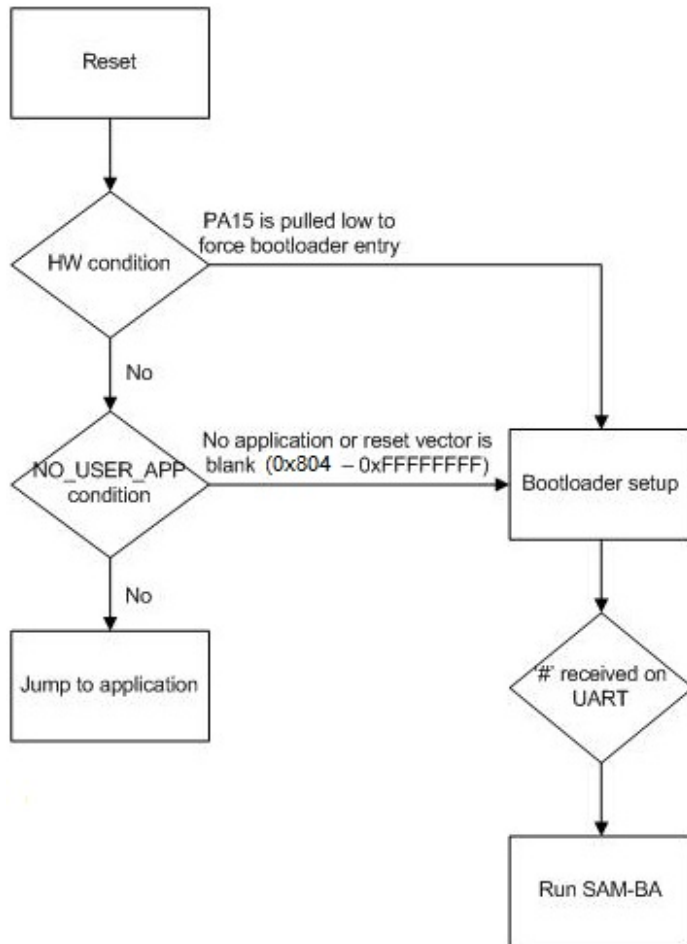 Reset
PA15 is pulled low to
force bootloader entry
HW condition
No
No application or reset vector is
blank (0x804 – 0xFFFFFFFF)
NO_USER_APP
condition
Bootloader setup
No
Jump to application
'#' received on
UART
Run SAM-BA